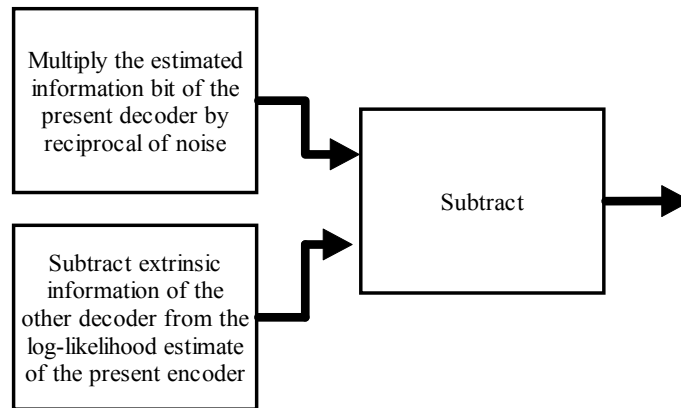 Multiply the estimated
information bit of the
present decoder by
reciprocal of noise
Subtract
Subtract extrinsic
information of the
other decoder from the
log-likelihood estimate
of the present encoder